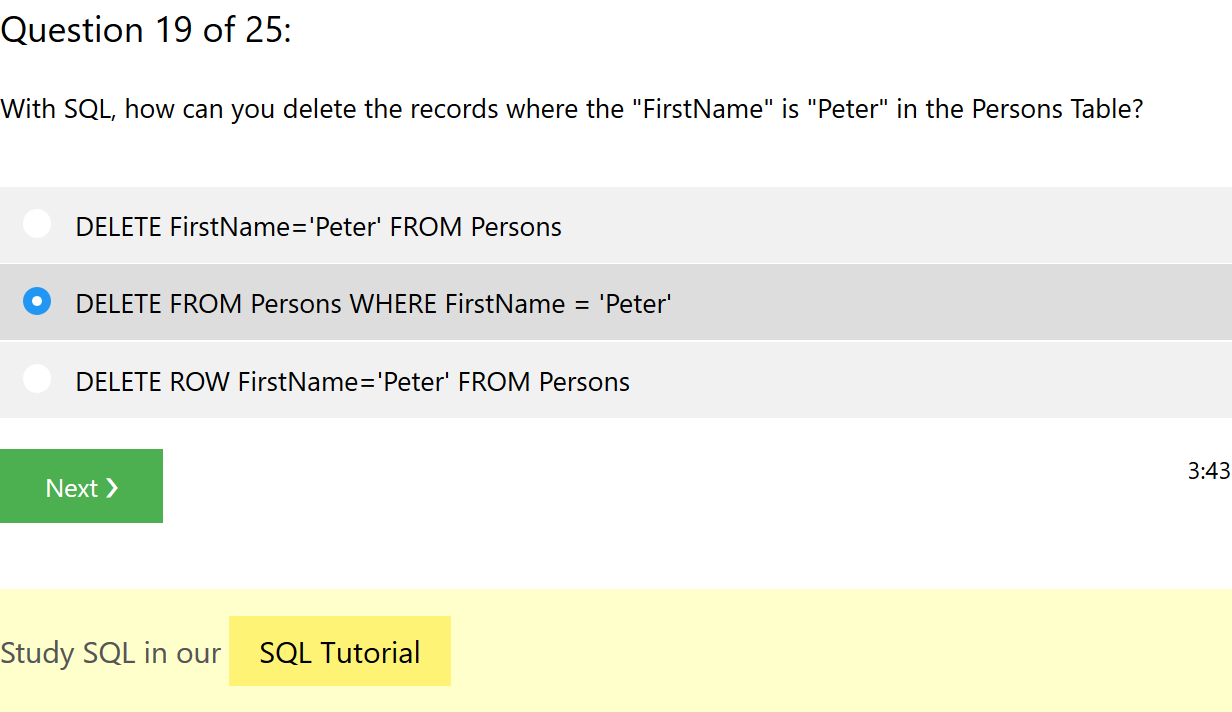 Question 19 of 25:
With SQL, how can you delete the records where the "FirstName" is "Peter" in the Persons Table?
DELETE FirstName='Peter' FROM Persons
DELETE FROM Persons WHERE FirstName = 'Peter'
DELETE ROW FirstName='Peter' FROM Persons
Next ❯
3:43
Study SQL in our SQL Tutorial